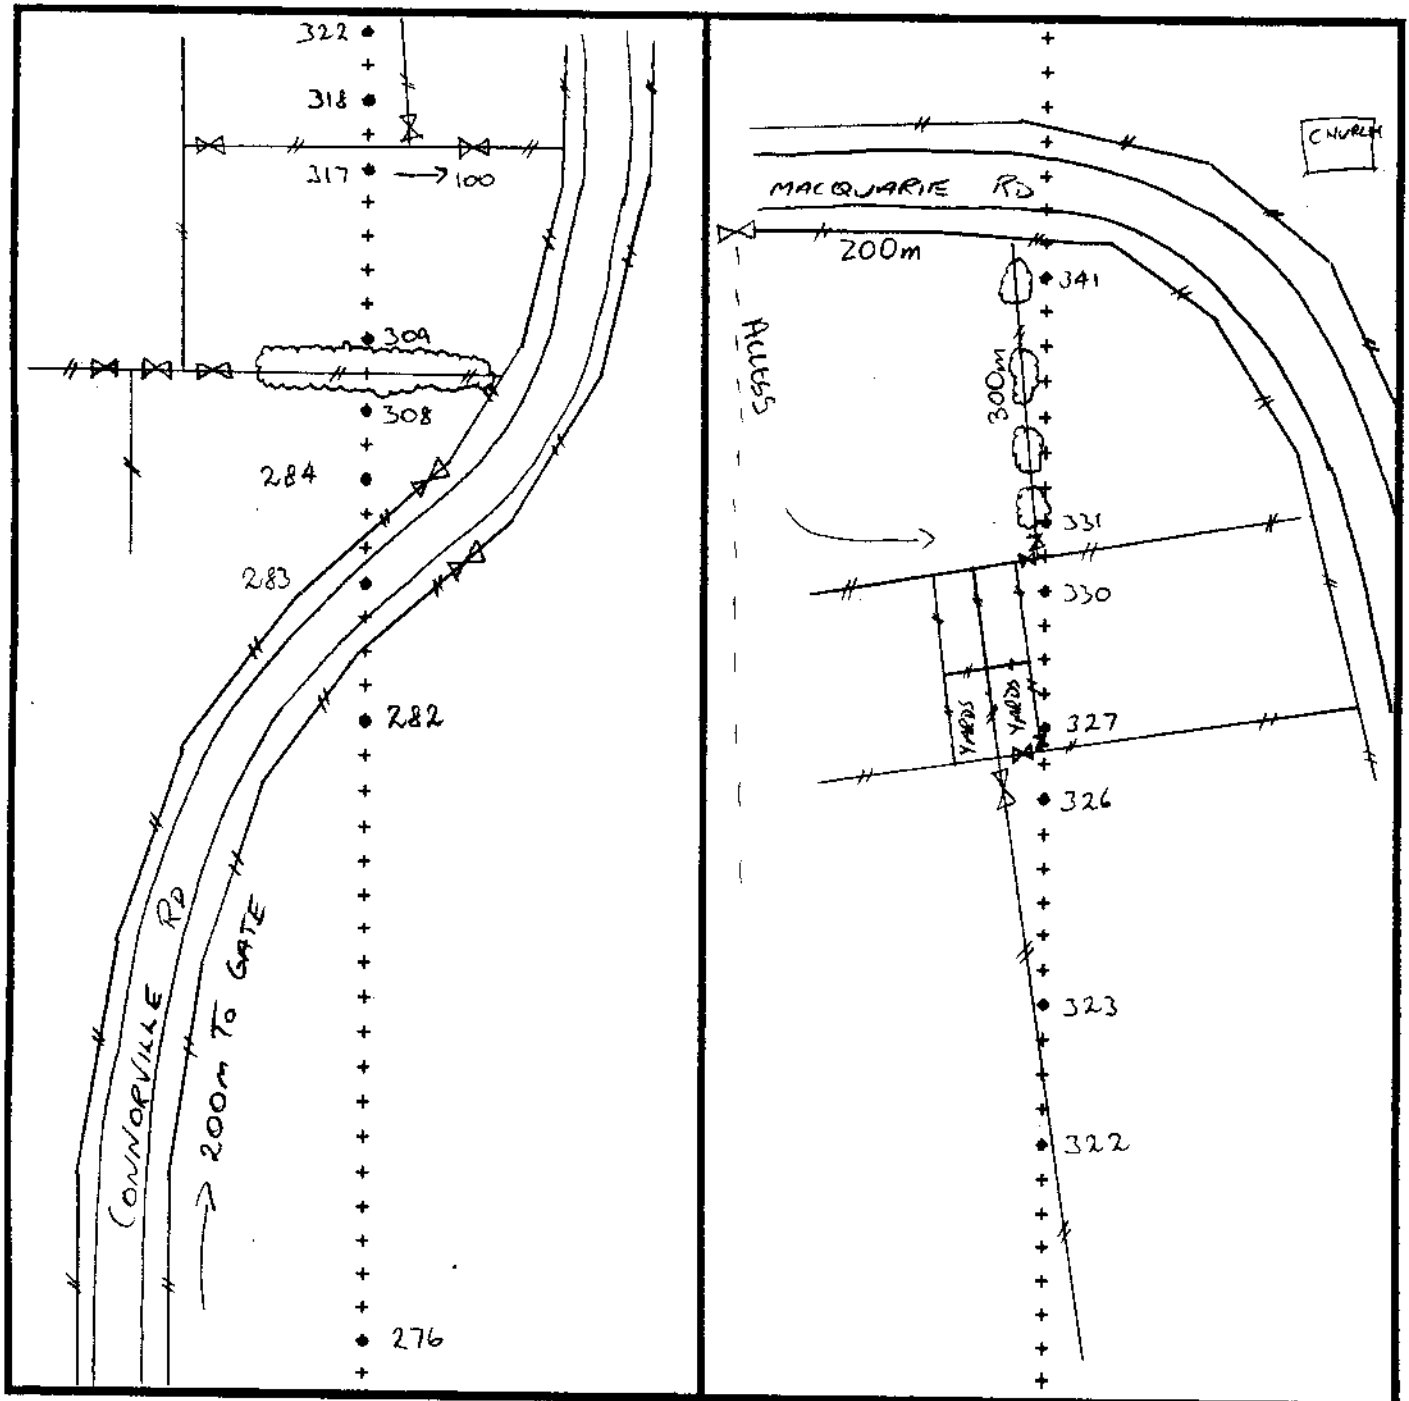 322
318
317 → 100
309
308
284
283
282
CONNORVILLE RD
→ 200m TO GATE
276
CHURCH
MACQUARIE RD
200m
341
ACCESS
300m
331
330
327
YARDS
YARDS
326
323
322